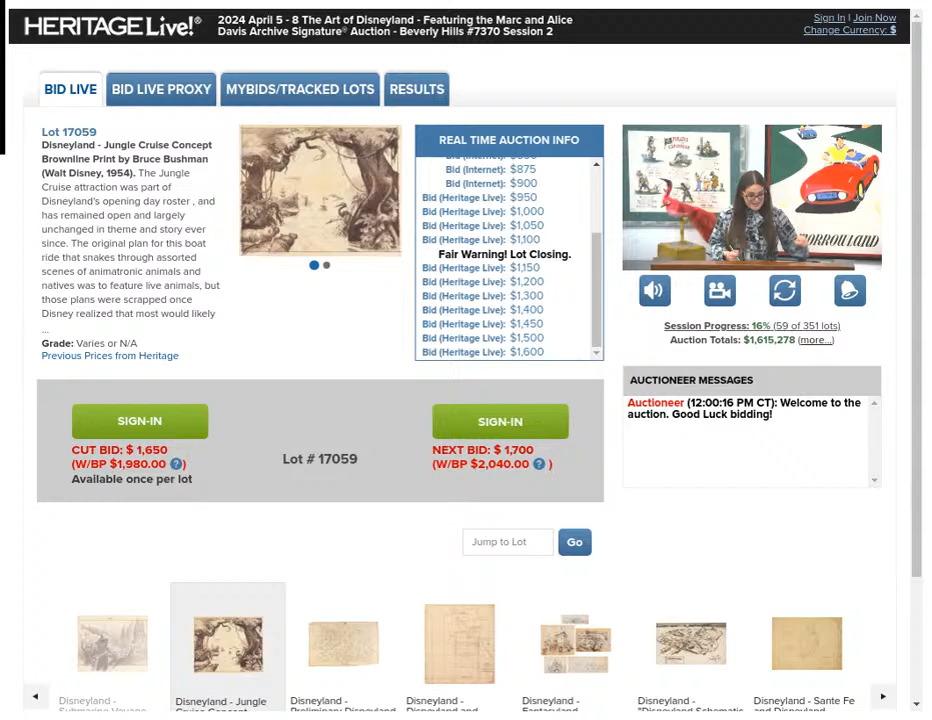 HERITAGE Live!®
2024 April 5 - 8 The Art of Disneyland - Featuring the Marc and Alice
Davis Archive Signature® Auction - Beverly Hills #7370 Session 2
Sign In | Join Now
Change Currency: $
BID LIVE
BID LIVE PROXY
MYBIDS/TRACKED LOTS
RESULTS
Lot 17059
Disneyland - Jungle Cruise Concept
Brownline Print by Bruce Bushman
(Walt Disney, 1954). The Jungle
Cruise attraction was part of
Disneyland's opening day roster , and
has remained open and largely
unchanged in theme and story ever
since. The original plan for this boat
ride that snakes through assorted
scenes of animatronic animals and
natives was to feature live animals, but
those plans were scrapped once
Disney realized that most would likely
...
Grade: Varies or N/A
Previous Prices from Heritage
REAL TIME AUCTION INFO
Bid (Internet): $875
Bid (Internet): $900
Bid (Heritage Live): $950
Bid (Heritage Live): $1,000
Bid (Heritage Live): $1,050
Bid (Heritage Live): $1,100
Fair Warning! Lot Closing.
Bid (Heritage Live): $1,150
Bid (Heritage Live): $1,200
Bid (Heritage Live): $1,300
Bid (Heritage Live): $1,400
Bid (Heritage Live): $1,450
Bid (Heritage Live): $1,500
Bid (Heritage Live): $1,600
Session Progress: 16% (59 of 351 lots)
Auction Totals: $1,615,278 (more...)
AUCTIONEER MESSAGES
Auctioneer (12:00:16 PM CT): Welcome to the
auction. Good Luck bidding!
SIGN-IN
CUT BID: $ 1,650
(W/BP $1,980.00 ?)
Available once per lot
Lot # 17059
SIGN-IN
NEXT BID: $ 1,700
(W/BP $2,040.00 ? )
Jump to Lot
Go
Disneyland -
Disneyland - Jungle
Disneyland -
Preliminary Disneyland
Disneyland -
Disneyland and
Disneyland -
Fantasyland
Disneyland -
"Disneyland Schematic
Disneyland - Sante Fe
and Disneyland